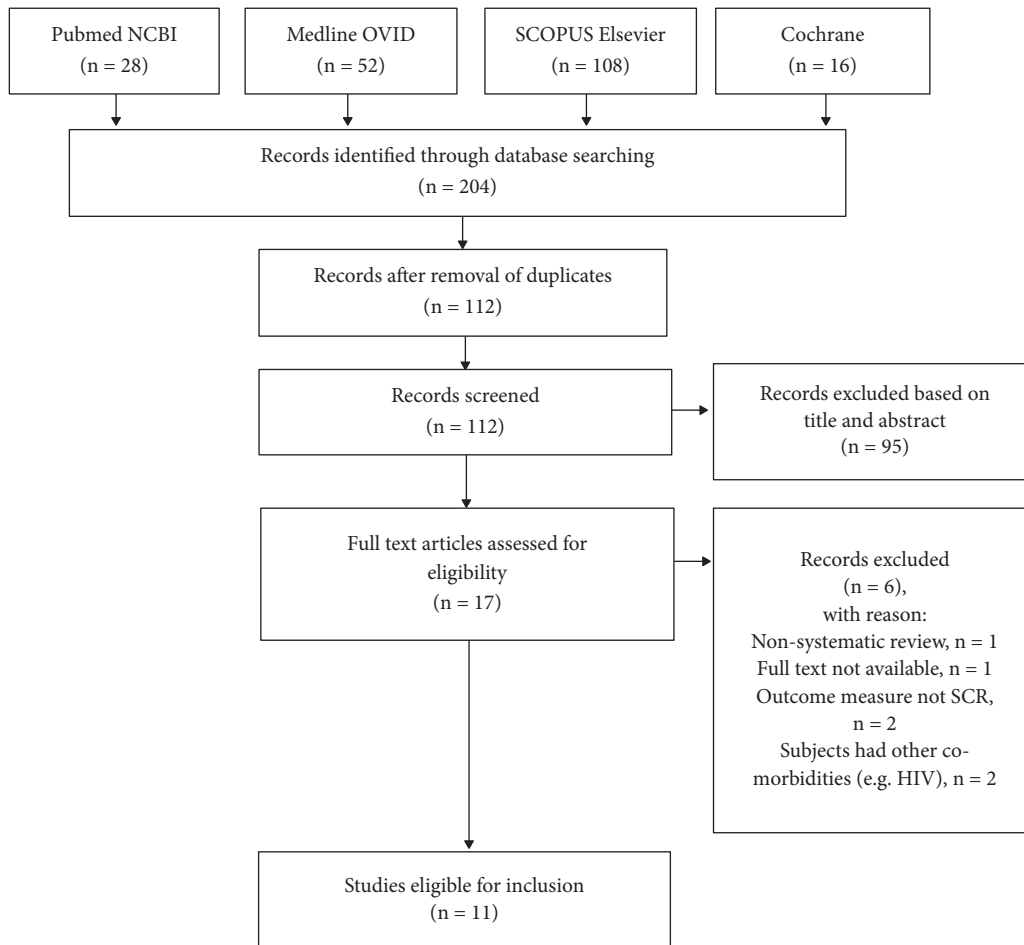 Pubmed NCBI
(n = 28)
Medline OVID
(n = 52)
SCOPUS Elsevier
(n = 108)
Cochrane
(n = 16)
Records identified through database searching
(n = 204)
Records after removal of duplicates
(n = 112)
Records screened
(n = 112)
Records excluded based on
title and abstract
(n = 95)
Full text articles assessed for
eligibility
(n = 17)
Records excluded
(n = 6),
with reason:
Non-systematic review, n = 1
Full text not available, n = 1
Outcome measure not SCR,
n = 2
Subjects had other co-
morbidities (e.g. HIV), n = 2
Studies eligible for inclusion
(n = 11)